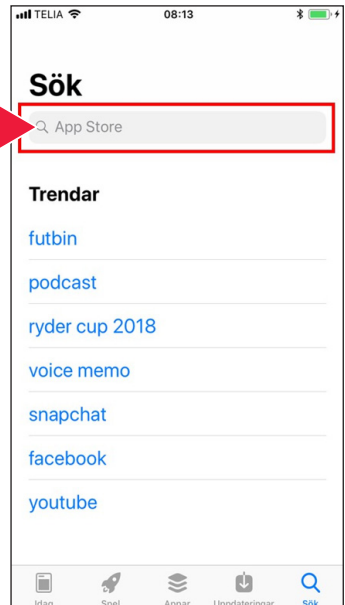 TELIA 08:13
Sök
App Store
Trendar
futbin
podcast
ryder cup 2018
voice memo
snapchat
facebook
youtube
Idag Spel Appar Uppdateringar Sök